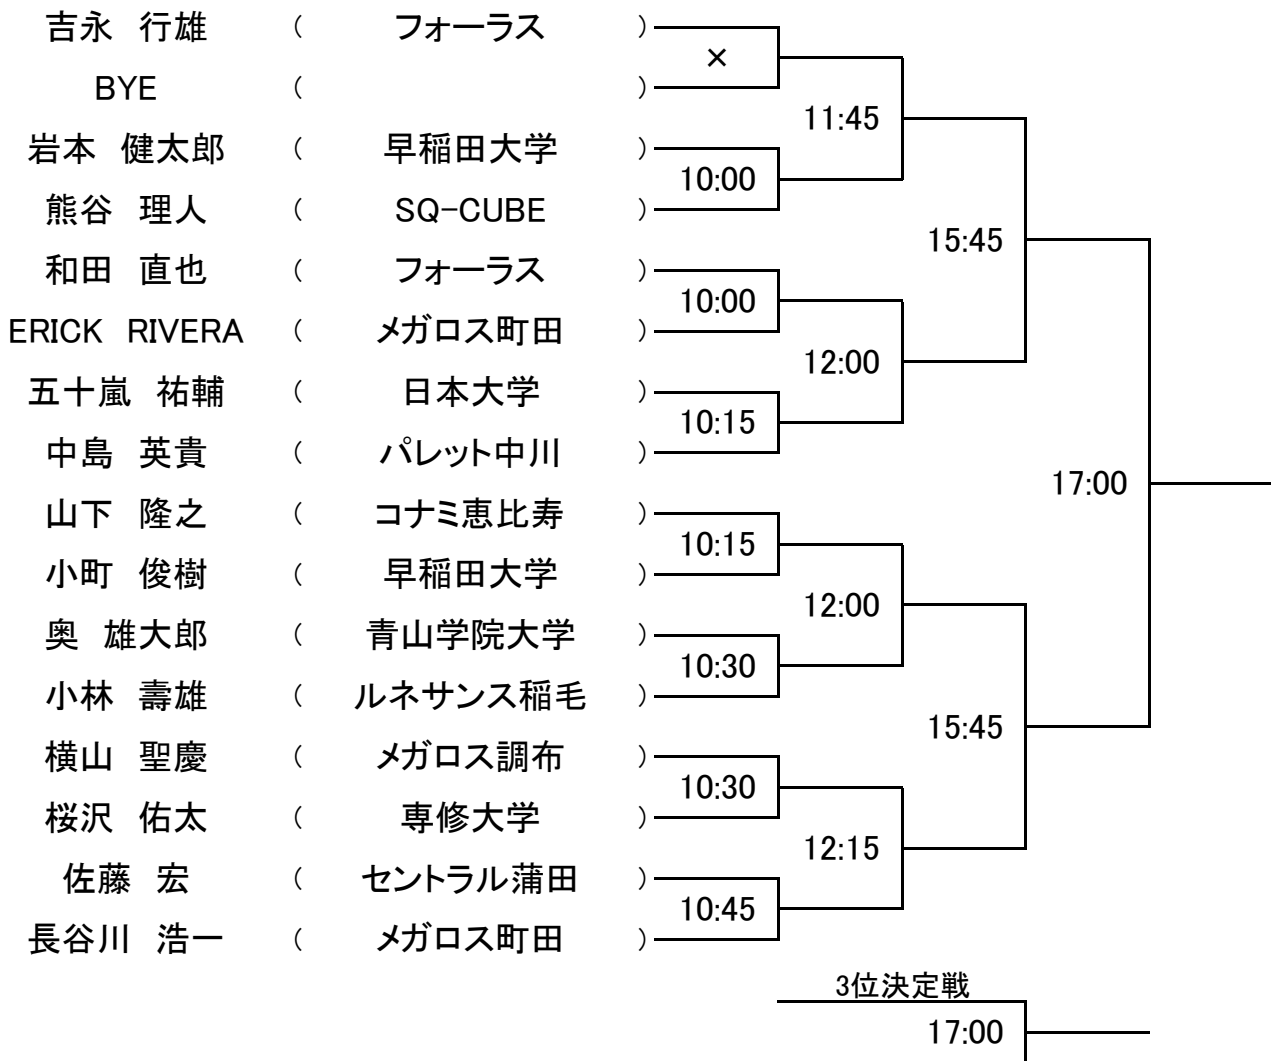 吉永 行雄 ( フォーラス )
×
BYE ( )
11:45
岩本 健太郎 ( 早稲田大学 )
10:00
熊谷 理人 ( SQ-CUBE )
15:45
和田 直也 ( フォーラス )
10:00
ERICK RIVERA ( メガロス町田 )
12:00
五十嵐 祐輔 ( 日本大学 )
10:15
中島 英貴 ( パレット中川 )
17:00
山下 隆之 ( コナミ恵比寿 )
10:15
小町 俊樹 ( 早稲田大学 )
12:00
奥 雄大郎 ( 青山学院大学 )
10:30
小林 壽雄 ( ルネサンス稲毛 )
15:45
横山 聖慶 ( メガロス調布 )
10:30
桜沢 佑太 ( 専修大学 )
12:15
佐藤 宏 ( セントラル蒲田 )
10:45
長谷川 浩一 ( メガロス町田 )
3位決定戦
17:00